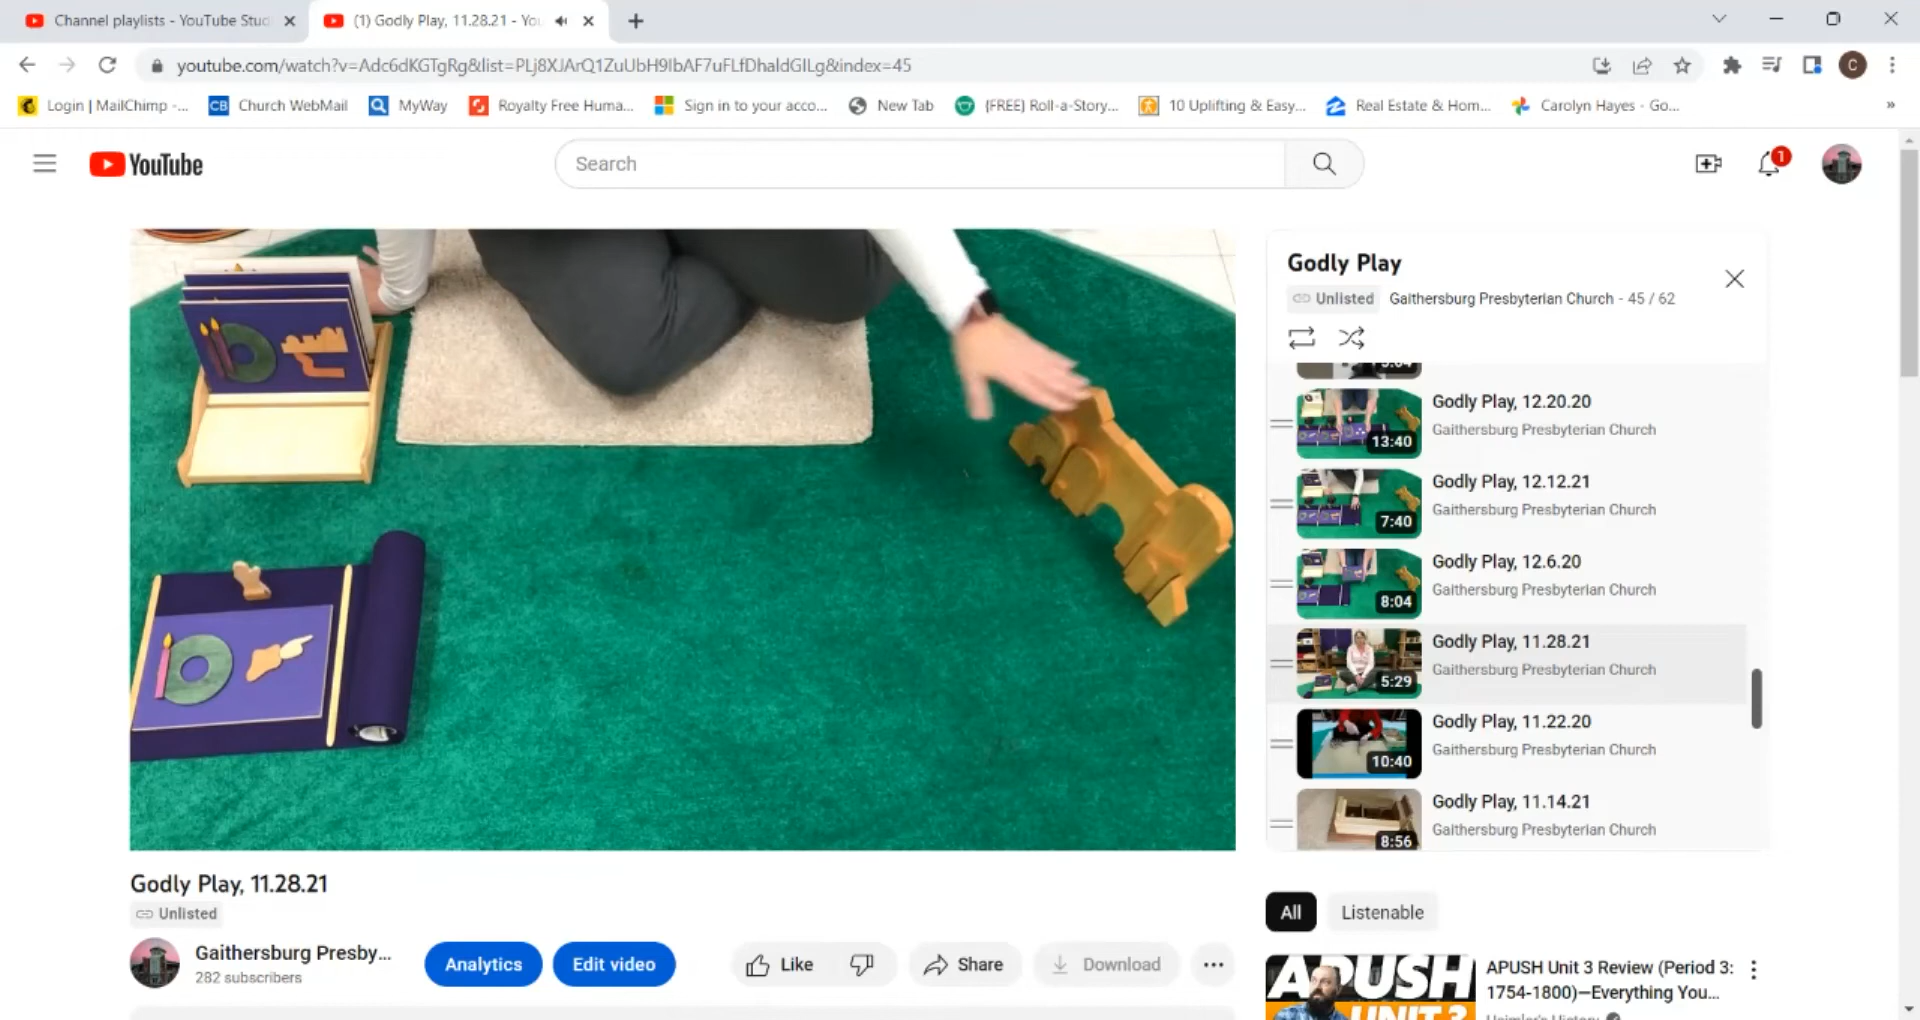 Channel playlists - YouTube Stud
(1) Godly Play, 11.28.21 - You
youtube.com/watch?v=Adc6dKGTgRg&list=PLj8XJArQ1ZuUbH9IbAF7uFLfDhaldGILg&index=45
C
Login | MailChimp -...
CB Church WebMail
MyWay
Royalty Free Huma...
Sign in to your acco...
New Tab
{FREE} Roll-a-Story...
10 Uplifting & Easy...
Real Estate & Hom...
Carolyn Hayes - Go...
YouTube
Search
1
Godly Play
Unlisted Gaithersburg Presbyterian Church - 45 / 62
Godly Play, 12.20.20
Gaithersburg Presbyterian Church
13:40
Godly Play, 12.12.21
Gaithersburg Presbyterian Church
7:40
Godly Play, 12.6.20
Gaithersburg Presbyterian Church
8:04
Godly Play, 11.28.21
Gaithersburg Presbyterian Church
5:29
Godly Play, 11.22.20
Gaithersburg Presbyterian Church
10:40
Godly Play, 11.14.21
Gaithersburg Presbyterian Church
8:56
Godly Play, 11.28.21
Unlisted
Gaithersburg Presby...
282 subscribers
Analytics
Edit video
Like
Share
Download
All
Listenable
APUSH
UNIT 3
APUSH Unit 3 Review (Period 3:
1754-1800)—Everything You...
Heimler's History